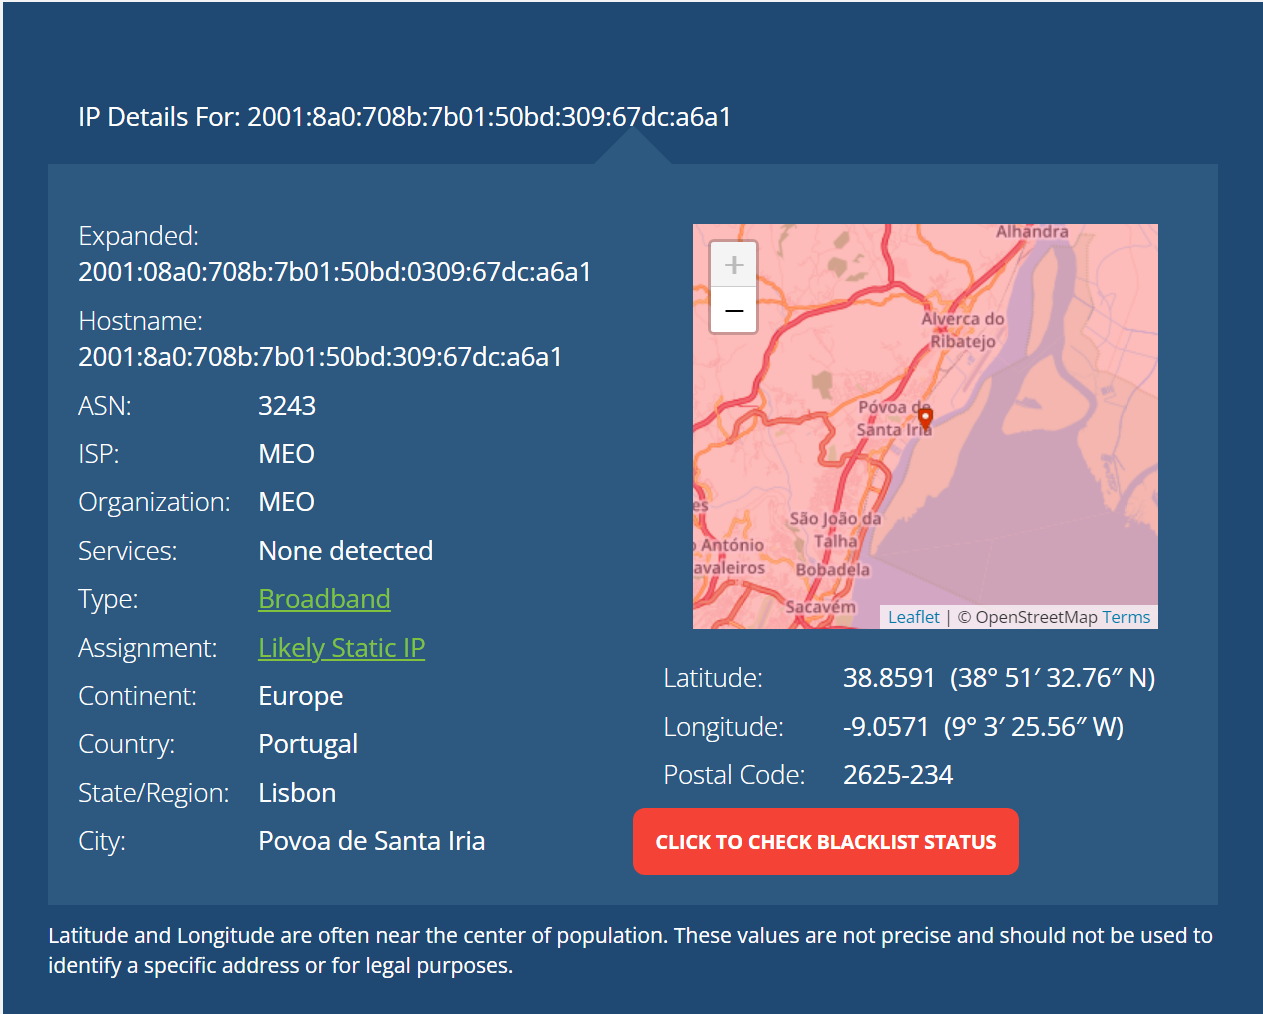 IP Details For: 2001:8a0:708b:7b01:50bd:309:67dc:a6a1
Expanded:
2001:08a0:708b:7b01:50bd:0309:67dc:a6a1
Hostname:
2001:8a0:708b:7b01:50bd:309:67dc:a6a1
ASN: 3243
ISP: MEO
Organization: MEO
Services: None detected
Type: Broadband
Assignment: Likely Static IP
Continent: Europe
Country: Portugal
State/Region: Lisbon
City: Povoa de Santa Iria
+
−
Alhandra
Alverca do
Ribatejo
Póvoa de
Santa Iria
es
São João da
Talha
António
avaleiros
Bobadela
Sacavém
Leaflet | © OpenStreetMap Terms
Latitude: 38.8591 (38° 51′ 32.76″ N)
Longitude: -9.0571 (9° 3′ 25.56″ W)
Postal Code: 2625-234
CLICK TO CHECK BLACKLIST STATUS
Latitude and Longitude are often near the center of population. These values are not precise and should not be used to
identify a specific address or for legal purposes.